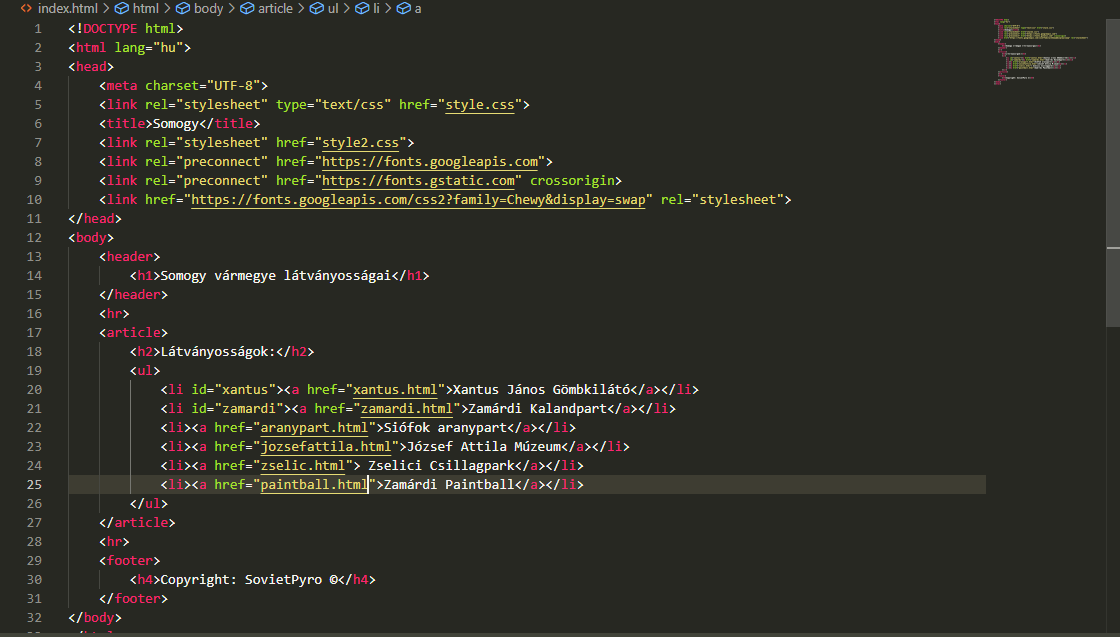 index.html > html > body > article > ul > li > a
1 <!DOCTYPE html>
2 <html lang="hu">
3 <head>
4 <meta charset="UTF-8">
5 <link rel="stylesheet" type="text/css" href="style.css">
6 <title>Somogy</title>
7 <link rel="stylesheet" href="style2.css">
8 <link rel="preconnect" href="https://fonts.googleapis.com">
9 <link rel="preconnect" href="https://fonts.gstatic.com" crossorigin>
10 <link href="https://fonts.googleapis.com/css2?family=Chewy&display=swap" rel="stylesheet">
11 </head>
12 <body>
13 <header>
14 <h1>Somogy vármegye látványosságai</h1>
15 </header>
16 <hr>
17 <article>
18 <h2>Látványosságok:</h2>
19 <ul>
20 <li id="xantus"><a href="xantus.html">Xantus János Gömbkilátó</a></li>
21 <li id="zamardi"><a href="zamardi.html">Zamárdi Kalandpart</a></li>
22 <li><a href="aranypart.html">Siófok aranypart</a></li>
23 <li><a href="jozsefattila.html">József Attila Múzeum</a></li>
24 <li><a href="zselic.html"> Zselici Csillagpark</a></li>
25 <li><a href="paintball.html">Zamárdi Paintball</a></li>
26 </ul>
27 </article>
28 <hr>
29 <footer>
30 <h4>Copyright: SovietPyro ©</h4>
31 </footer>
32 </body>